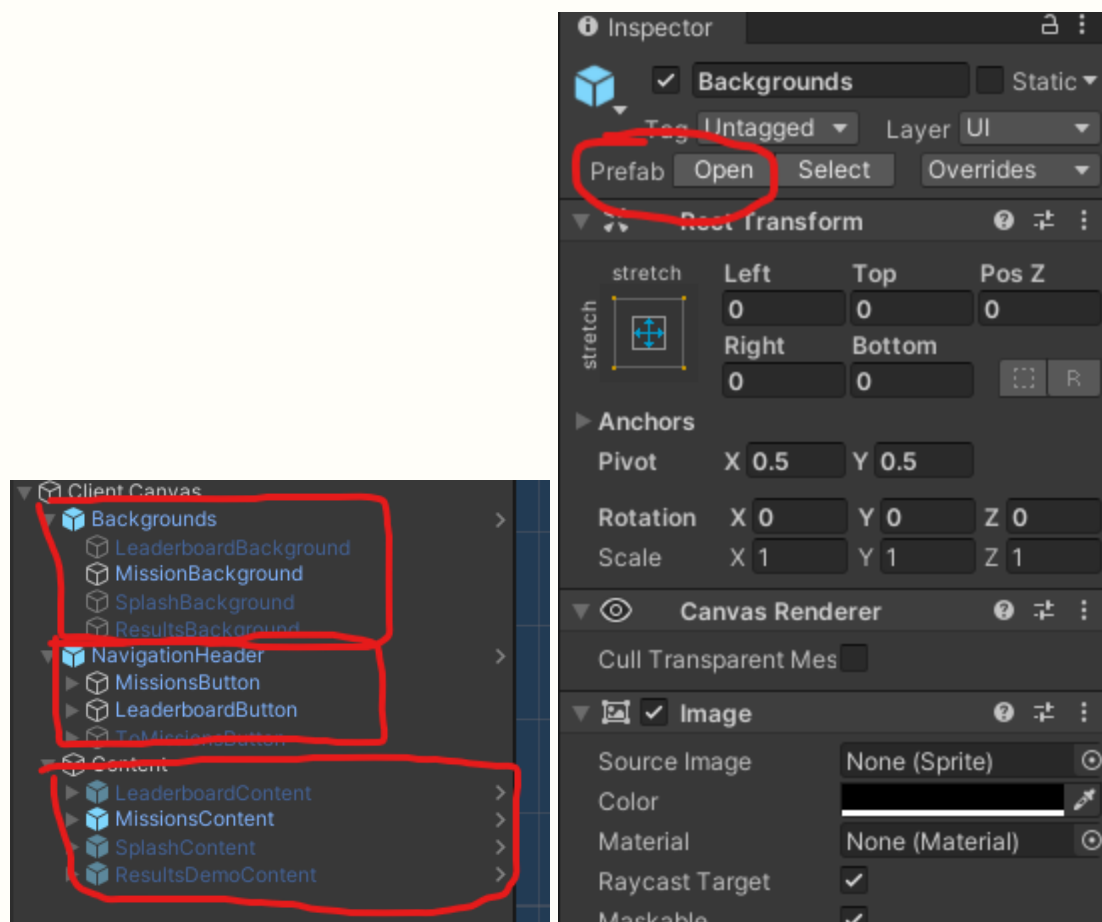 Client Canvas
Backgrounds
LeaderboardBackground
MissionBackground
SplashBackground
ResultsBackground
NavigationHeader
MissionsButton
LeaderboardButton
ToMissionsButton
Content
LeaderboardContent
MissionsContent
SplashContent
ResultsDemoContent
Inspector
Backgrounds Static
Tag Untagged Layer UI
Prefab Open Select Overrides
Rect Transform
stretch Left Top Pos Z
stretch 0 0 0
Right Bottom
0 0 R
Anchors
Pivot X 0.5 Y 0.5
Rotation X 0 Y 0 Z 0
Scale X 1 Y 1 Z 1
Canvas Renderer
Cull Transparent Mes
Image
Source Image None (Sprite)
Color
Material None (Material)
Raycast Target
Maskable